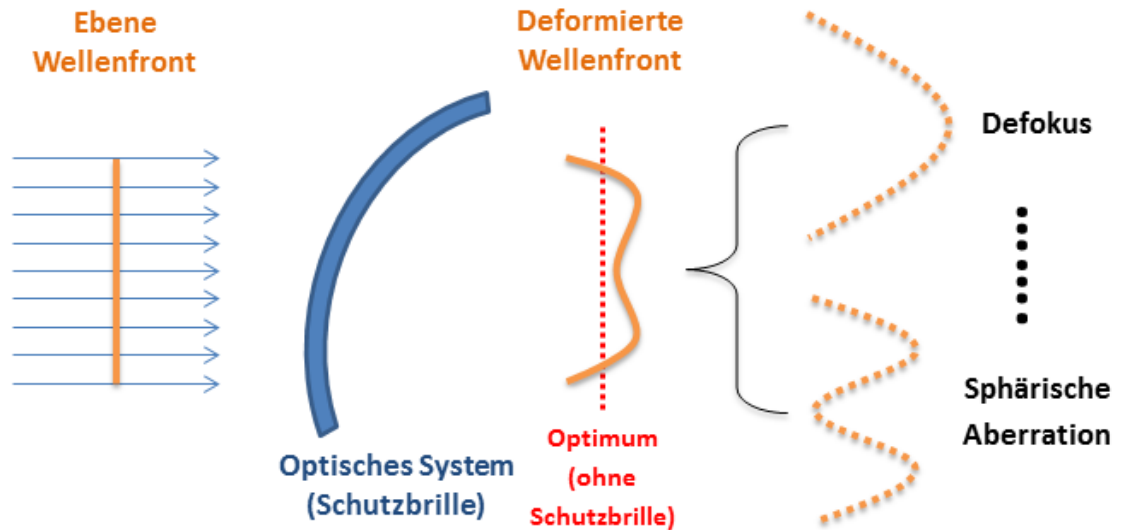 Ebene
Wellenfront
Deformierte
Wellenfront
Defokus
Sphärische
Aberration
Optisches System
(Schutzbrille)
Optimum
(ohne
Schutzbrille)